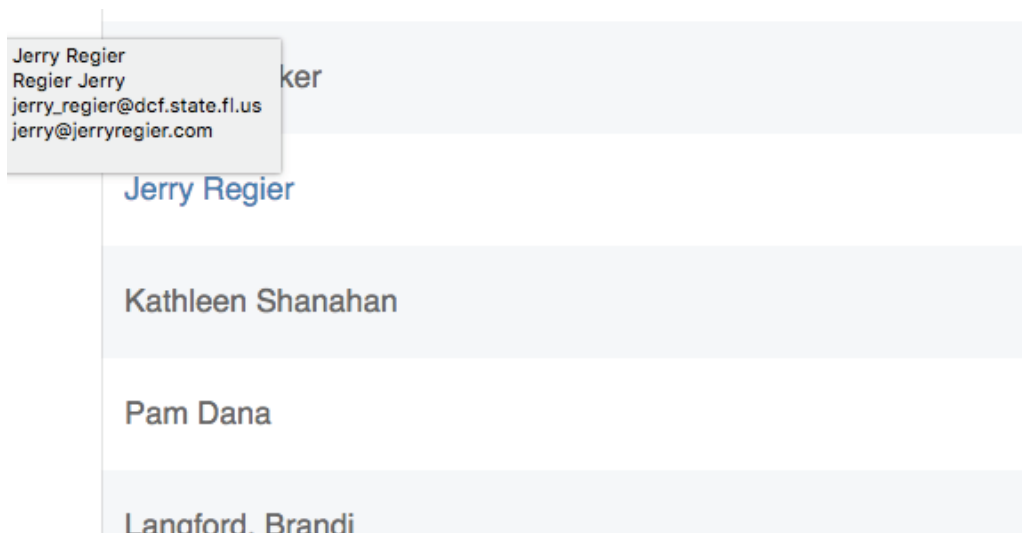 Jerry Regier
Regier Jerry
jerry_regier@dcf.state.fl.us
jerry@jerryregier.com
ker
Jerry Regier
Kathleen Shanahan
Pam Dana
Langford, Brandi